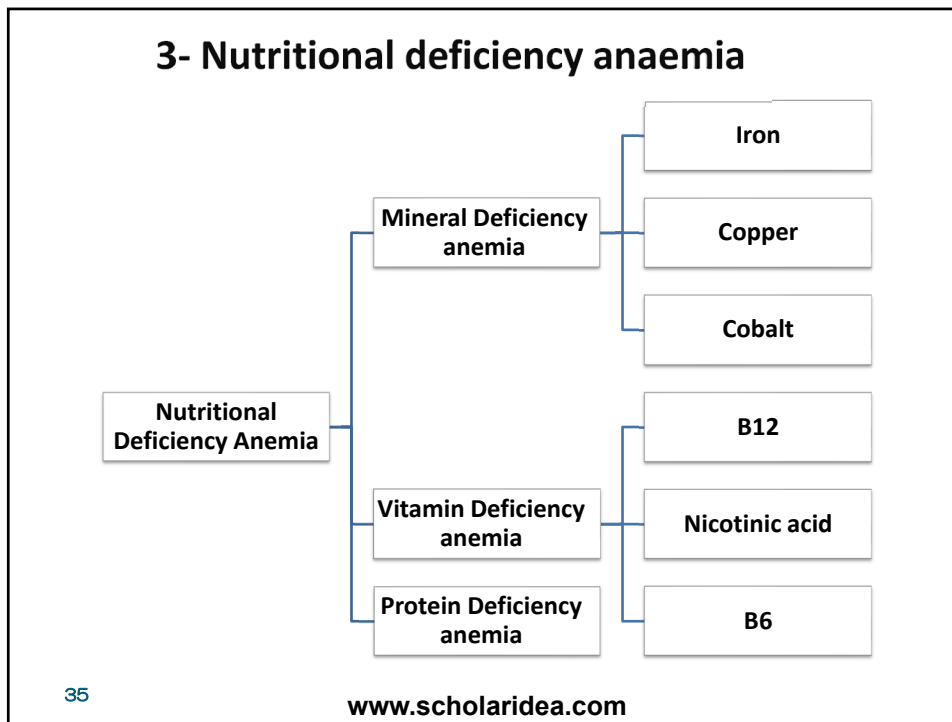 3- Nutritional deficiency anaemia
Nutritional
Deficiency Anemia
Mineral Deficiency
anemia
Iron
Copper
Cobalt
Vitamin Deficiency
anemia
B12
Nicotinic acid
B6
Protein Deficiency
anemia
35
www.scholaridea.com